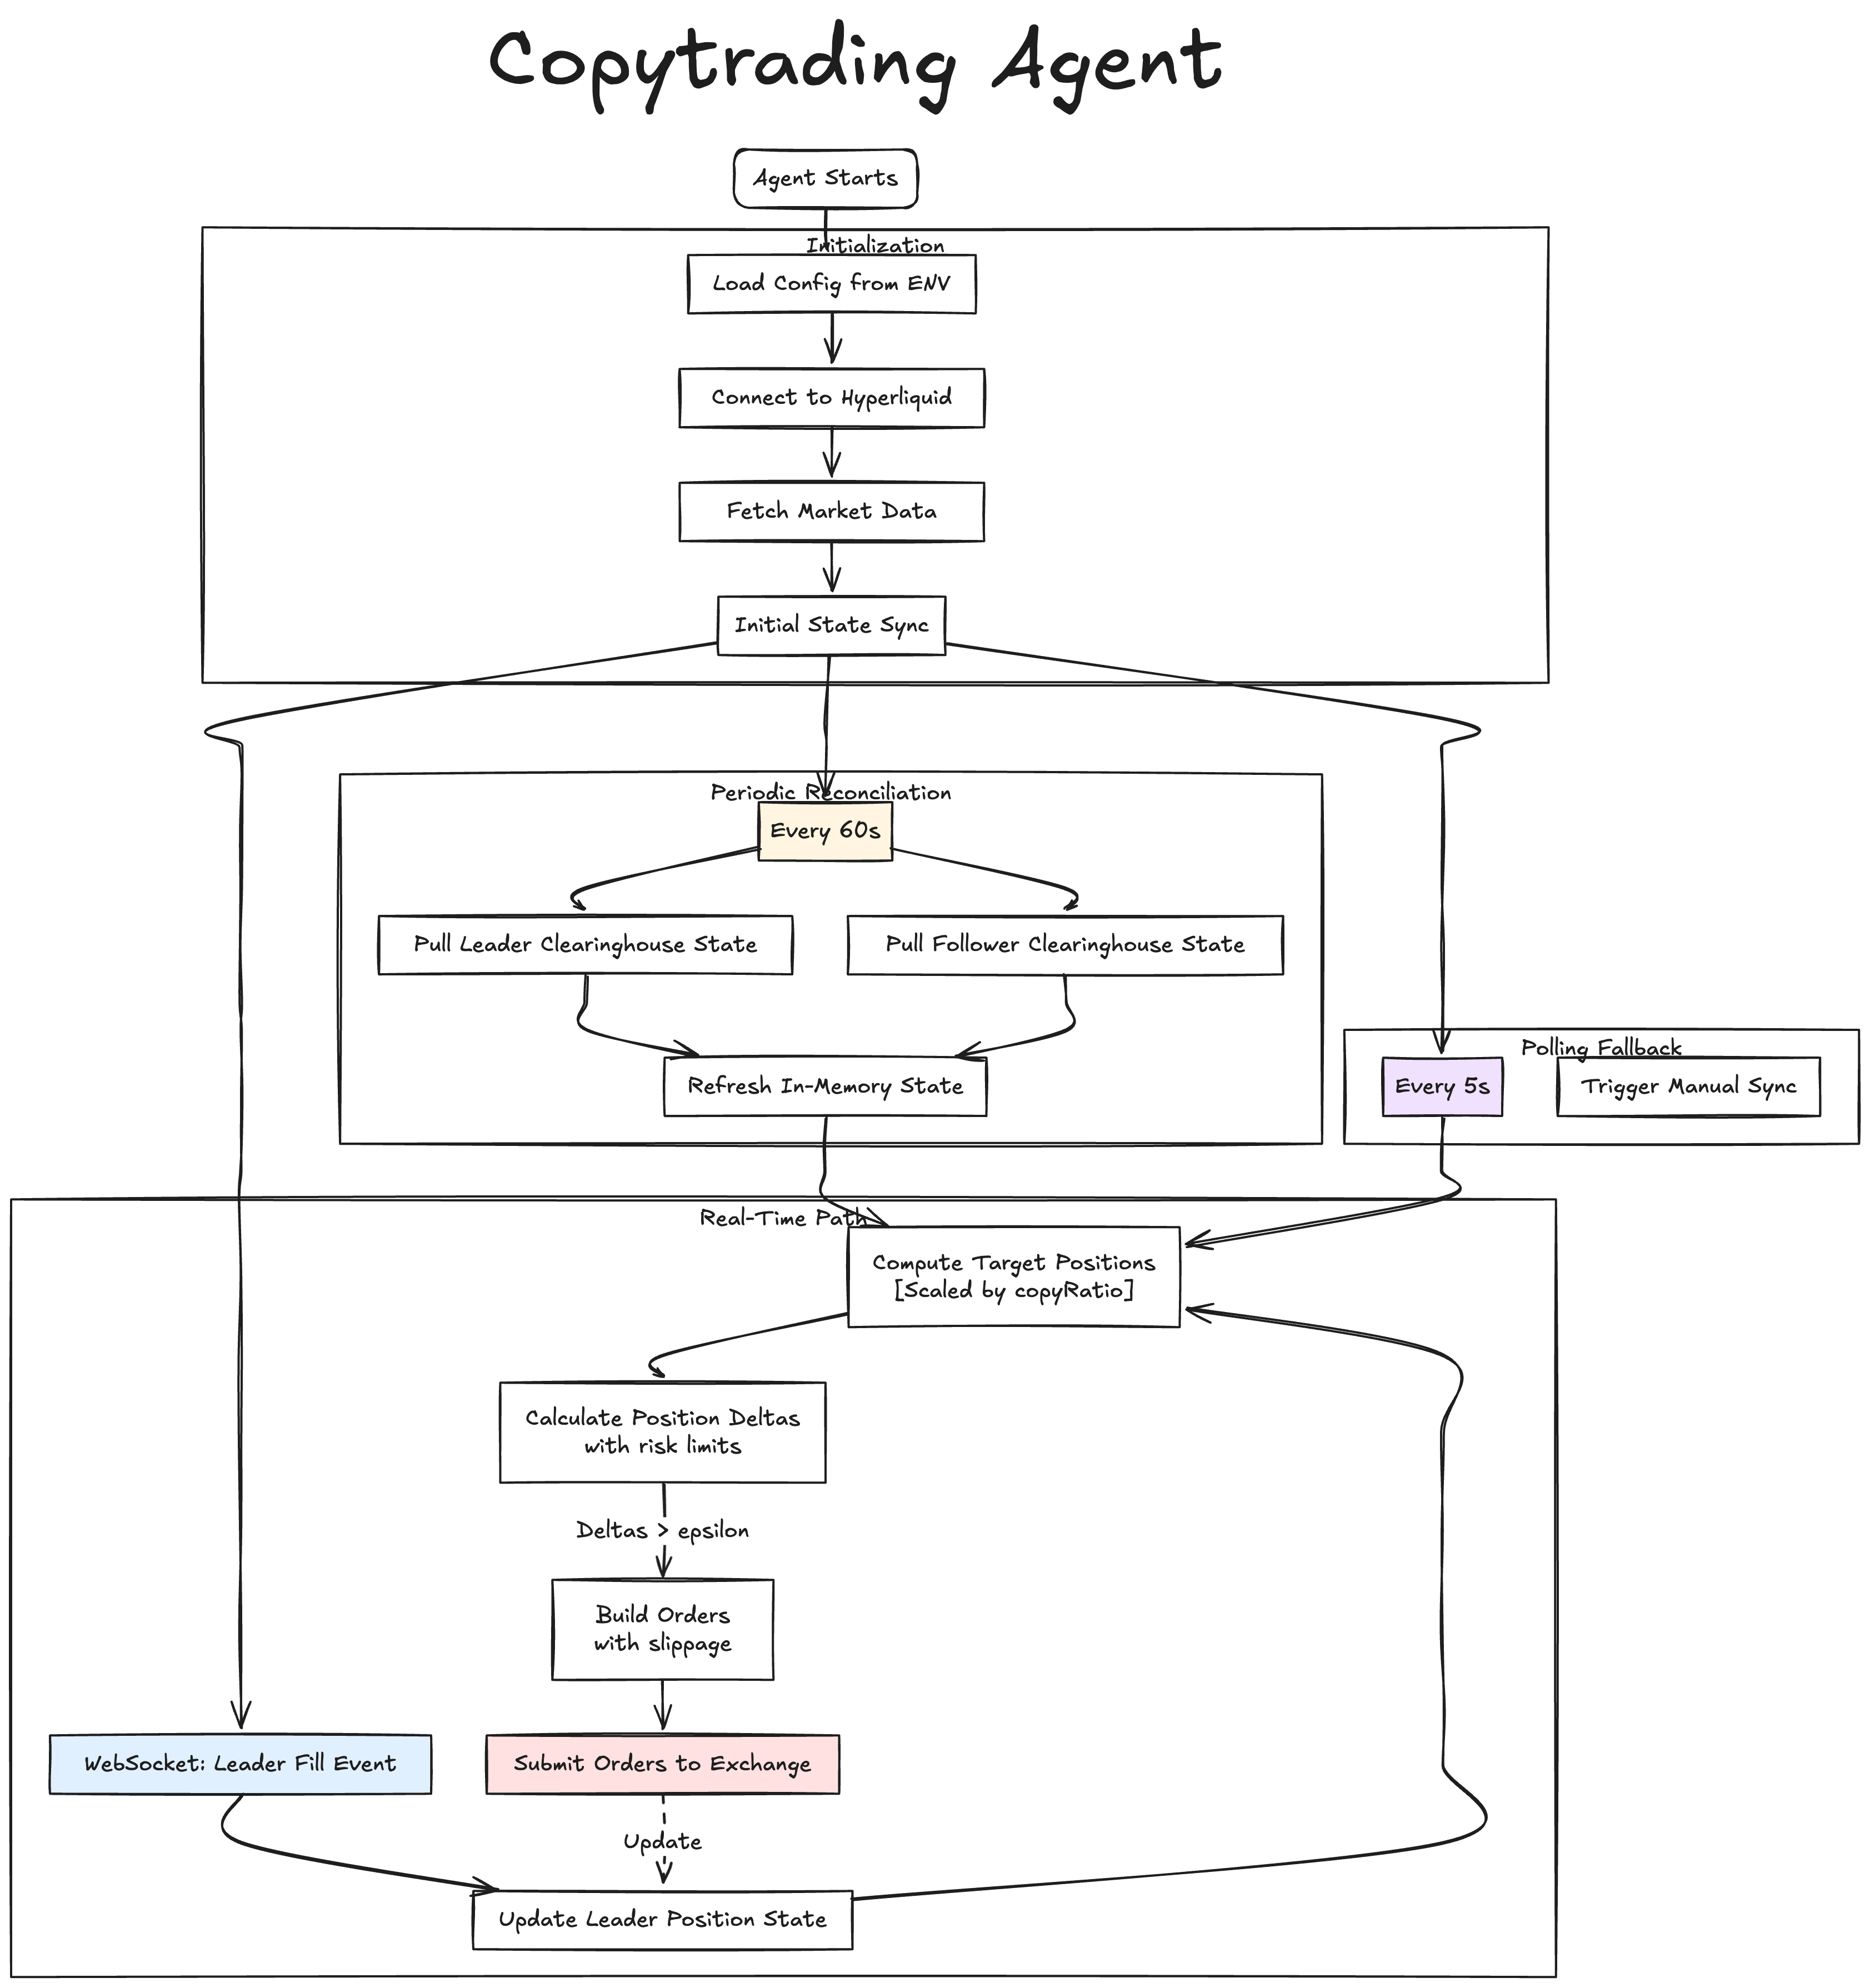 Copytrading Agent
Agent Starts
Initialization
Load Config from ENV
Connect to Hyperliquid
Fetch Market Data
Initial State Sync
Periodic Reconciliation
Every 60s
Pull Leader Clearinghouse State
Pull Follower Clearinghouse State
Refresh In-Memory State
Polling Fallback
Every 5s
Trigger Manual Sync
Real-Time Path
Compute Target Positions
[Scaled by copyRatio]
Calculate Position Deltas
with risk limits
Deltas > epsilon
Build Orders
with slippage
WebSocket: Leader Fill Event
Submit Orders to Exchange
Update
Update Leader Position State